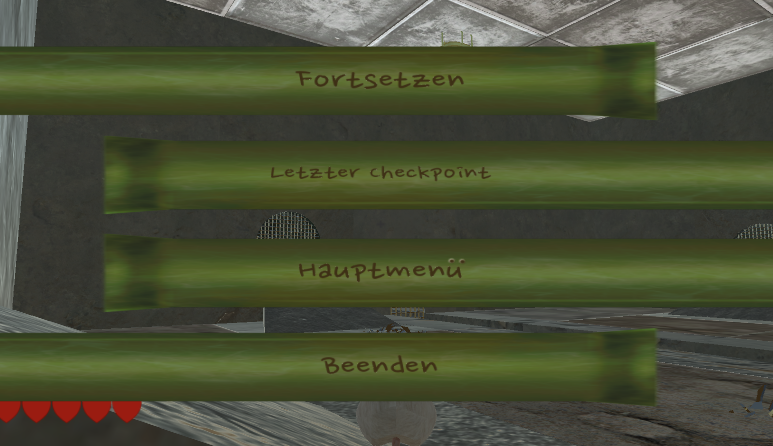 Fortsetzen
Letzter Checkpoint
Hauptmenü
Beenden